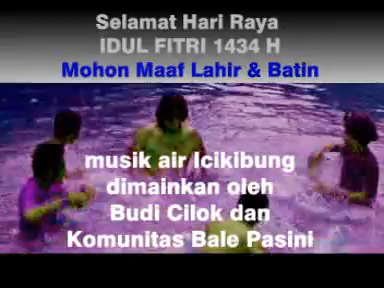 Selamat Hari Raya
IDUL FITRI 1434 H
Mohon Maaf Lahir & Batin
musik air Icikibung
dimainkan oleh
Budi Cilok dan
Komunitas Bale Pasini